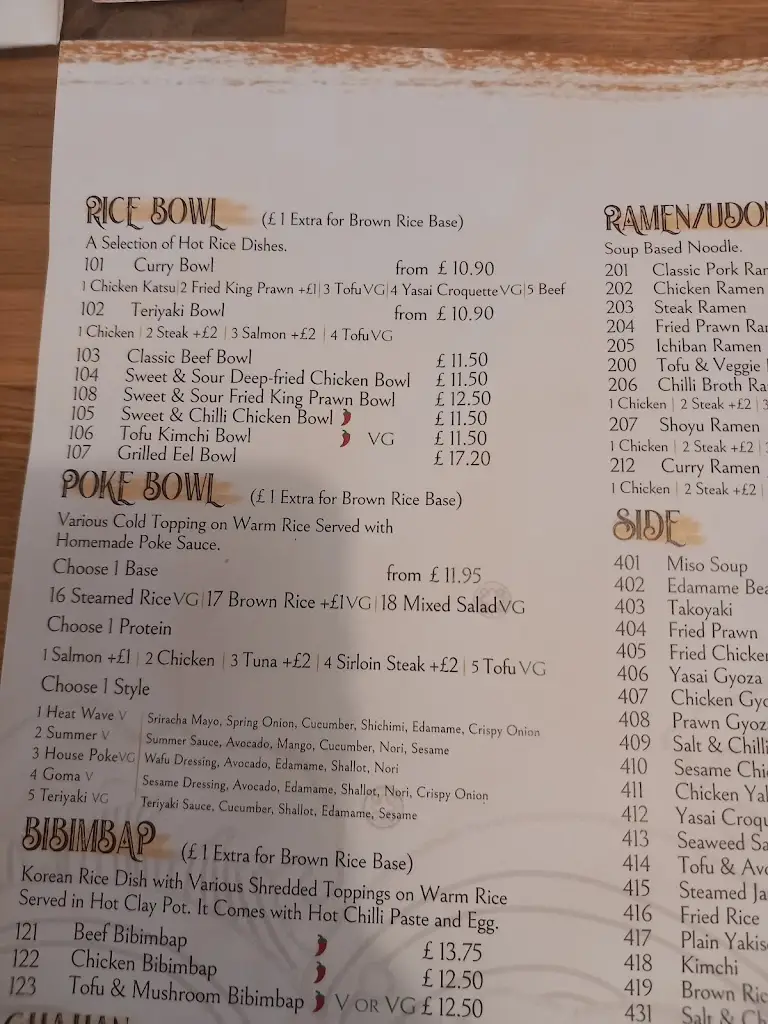 RICE BOWL (£ 1 Extra for Brown Rice Base)
A Selection of Hot Rice Dishes.
101 Curry Bowl from £ 10.90
1 Chicken Katsu|2 Fried King Prawn +£1|3 Tofu VG|4 Yasai Croquette VG|5 Beef
102 Teriyaki Bowl from £ 10.90
1 Chicken | 2 Steak +£2 | 3 Salmon +£2 | 4 Tofu VG
103 Classic Beef Bowl £ 11.50
104 Sweet & Sour Deep-fried Chicken Bowl £ 11.50
108 Sweet & Sour Fried King Prawn Bowl £ 12.50
105 Sweet & Chilli Chicken Bowl £ 11.50
106 Tofu Kimchi Bowl VG £ 11.50
107 Grilled Eel Bowl £ 17.20
POKE BOWL (£ 1 Extra for Brown Rice Base)
Various Cold Topping on Warm Rice Served with
Homemade Poke Sauce.
Choose 1 Base from £ 11.95
16 Steamed Rice VG|17 Brown Rice +£1 VG|18 Mixed Salad VG
Choose 1 Protein
1 Salmon +£1 | 2 Chicken | 3 Tuna +£2 | 4 Sirloin Steak +£2 | 5 Tofu VG
Choose 1 Style
1 Heat Wave V Sriracha Mayo, Spring Onion, Cucumber, Shichimi, Edamame, Crispy Onion
2 Summer V Summer Sauce, Avocado, Mango, Cucumber, Nori, Sesame
3 House Poke VG Wafu Dressing, Avocado, Edamame, Shallot, Nori
4 Goma V Sesame Dressing, Avocado, Edamame, Shallot, Nori, Crispy Onion
5 Teriyaki VG Teriyaki Sauce, Cucumber, Shallot, Edamame, Sesame
BIBIMBAP (£ 1 Extra for Brown Rice Base)
Korean Rice Dish with Various Shredded Toppings on Warm Rice
Served in Hot Clay Pot. It Comes with Hot Chilli Paste and Egg.
121 Beef Bibimbap £ 13.75
122 Chicken Bibimbap £ 12.50
123 Tofu & Mushroom Bibimbap V OR VG £ 12.50
RAMEN/UDON
Soup Based Noodle.
201 Classic Pork Ram
202 Chicken Ramen
203 Steak Ramen
204 Fried Prawn Ra
205 Ichiban Ramen
200 Tofu & Veggie
206 Chilli Broth Ra
1 Chicken | 2 Steak +£2 | 3
207 Shoyu Ramen
1 Chicken | 2 Steak +£2 |
212 Curry Ramen
1 Chicken | 2 Steak +£2 |
SIDE
401 Miso Soup
402 Edamame Bea
403 Takoyaki
404 Fried Prawn
405 Fried Chicken
406 Yasai Gyoza
407 Chicken Gyo
408 Prawn Gyoz
409 Salt & Chilli
410 Sesame Chi
411 Chicken Yak
412 Yasai Croqu
413 Seaweed Sa
414 Tofu & Avo
415 Steamed Ja
416 Fried Rice
417 Plain Yakis
418 Kimchi
419 Brown Ric
431 Salt & Ch